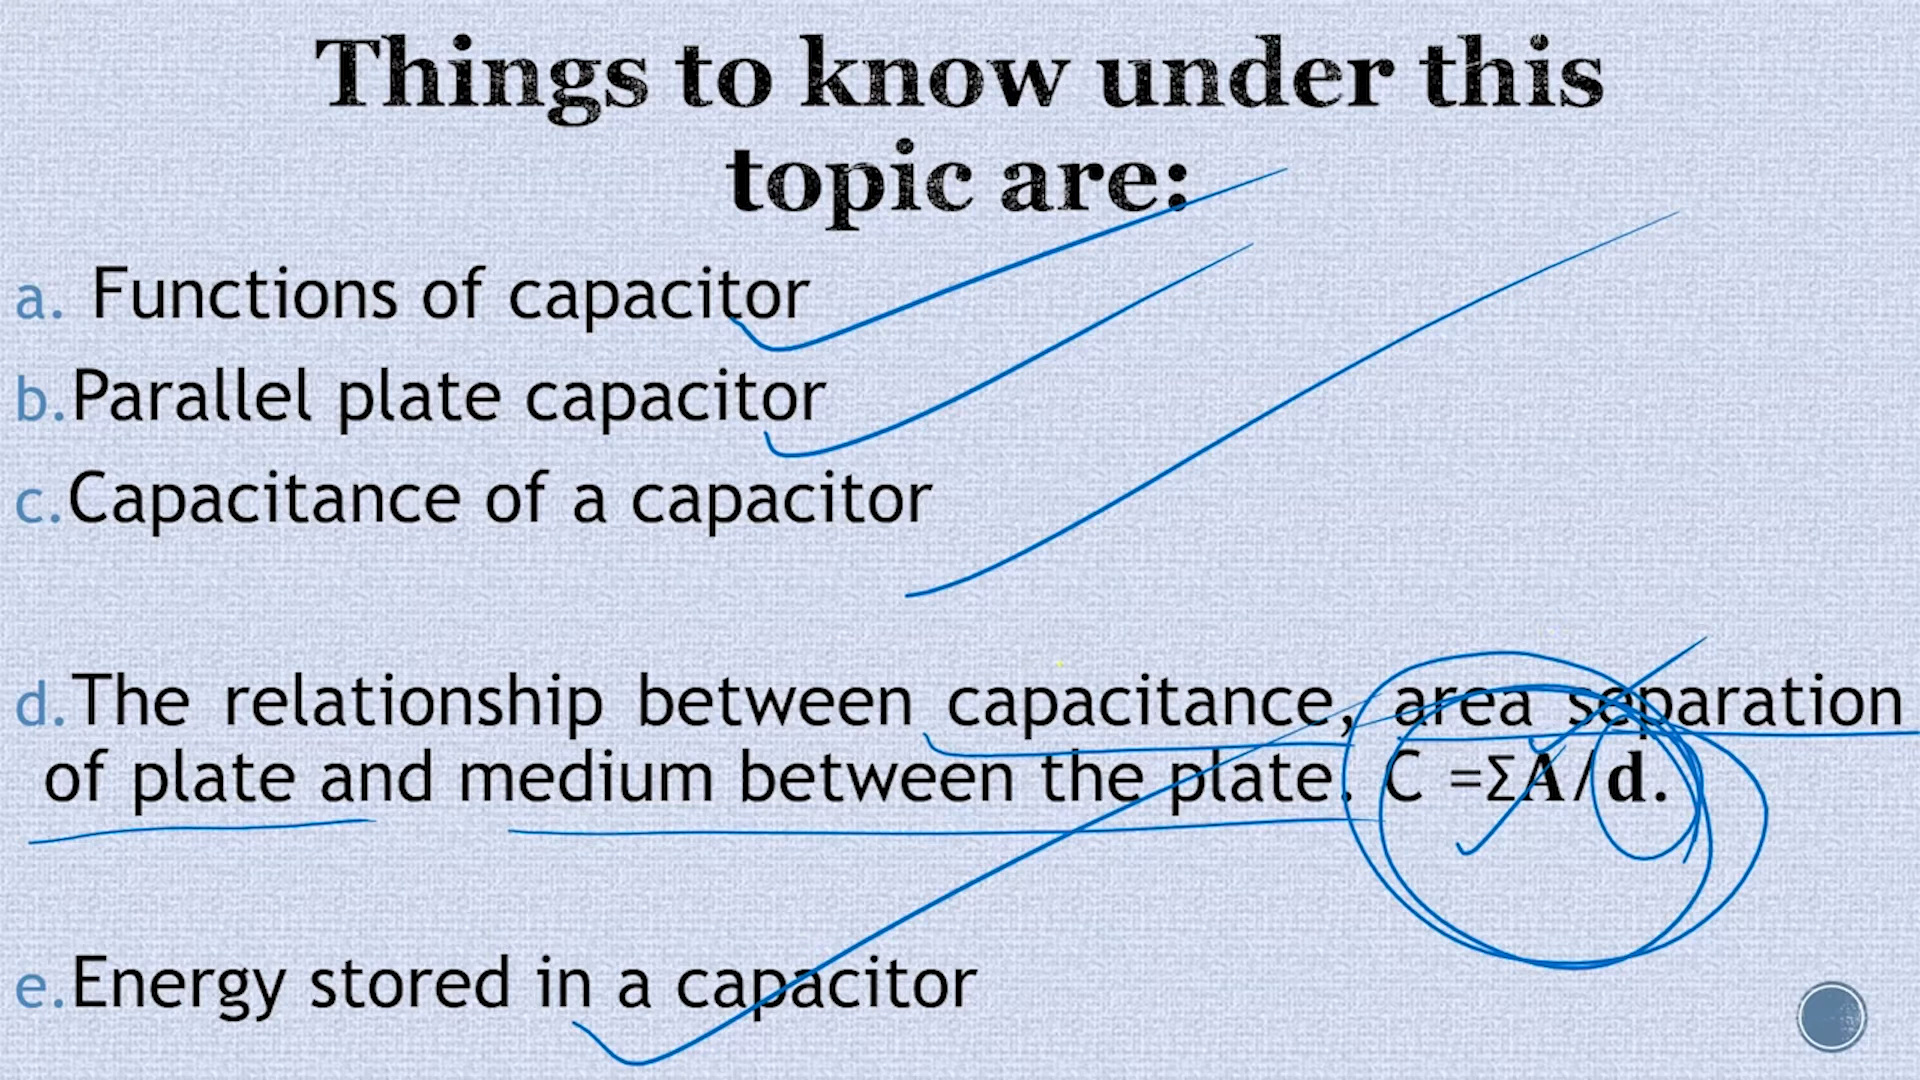 Things to know under this
topic are:
a. Functions of capacitor
b. Parallel plate capacitor
c. Capacitance of a capacitor
d. The relationship between capacitance, area separation
of plate and medium between the plate. C =ΣA/d.
e. Energy stored in a capacitor